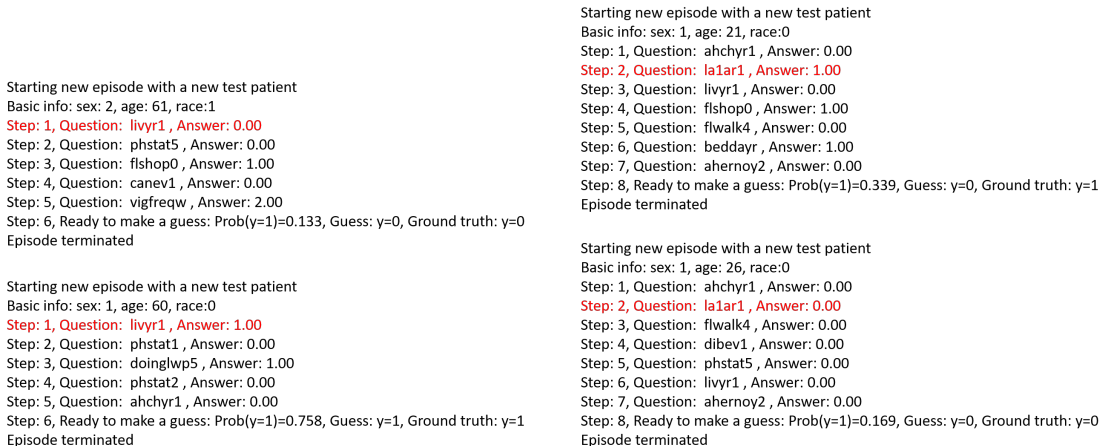 Starting new episode with a new test patient
Basic info: sex: 2, age: 61, race:1
Step: 1, Question:  livyr1 , Answer: 0.00
Step: 2, Question:  phstat5 , Answer: 0.00
Step: 3, Question:  flshop0 , Answer: 1.00
Step: 4, Question:  canev1 , Answer: 0.00
Step: 5, Question:  vigfreqw , Answer: 2.00
Step: 6, Ready to make a guess: Prob(y=1)=0.133, Guess: y=0, Ground truth: y=0
Episode terminated
Starting new episode with a new test patient
Basic info: sex: 1, age: 60, race:0
Step: 1, Question:  livyr1 , Answer: 1.00
Step: 2, Question:  phstat1 , Answer: 0.00
Step: 3, Question:  doinglwp5 , Answer: 1.00
Step: 4, Question:  phstat2 , Answer: 0.00
Step: 5, Question:  ahchyr1 , Answer: 0.00
Step: 6, Ready to make a guess: Prob(y=1)=0.758, Guess: y=1, Ground truth: y=1
Episode terminated
Starting new episode with a new test patient
Basic info: sex: 1, age: 21, race:0
Step: 1, Question:  ahchyr1 , Answer: 0.00
Step: 2, Question:  la1ar1 , Answer: 1.00
Step: 3, Question:  livyr1 , Answer: 0.00
Step: 4, Question:  flshop0 , Answer: 1.00
Step: 5, Question:  flwalk4 , Answer: 0.00
Step: 6, Question:  beddayr , Answer: 1.00
Step: 7, Question:  ahernoy2 , Answer: 0.00
Step: 8, Ready to make a guess: Prob(y=1)=0.339, Guess: y=0, Ground truth: y=1
Episode terminated
Starting new episode with a new test patient
Basic info: sex: 1, age: 26, race:0
Step: 1, Question:  ahchyr1 , Answer: 0.00
Step: 2, Question:  la1ar1 , Answer: 0.00
Step: 3, Question:  flwalk4 , Answer: 0.00
Step: 4, Question:  dibev1 , Answer: 0.00
Step: 5, Question:  phstat5 , Answer: 0.00
Step: 6, Question:  livyr1 , Answer: 0.00
Step: 7, Question:  ahernoy2 , Answer: 0.00
Step: 8, Ready to make a guess: Prob(y=1)=0.169, Guess: y=0, Ground truth: y=0
Episode terminated